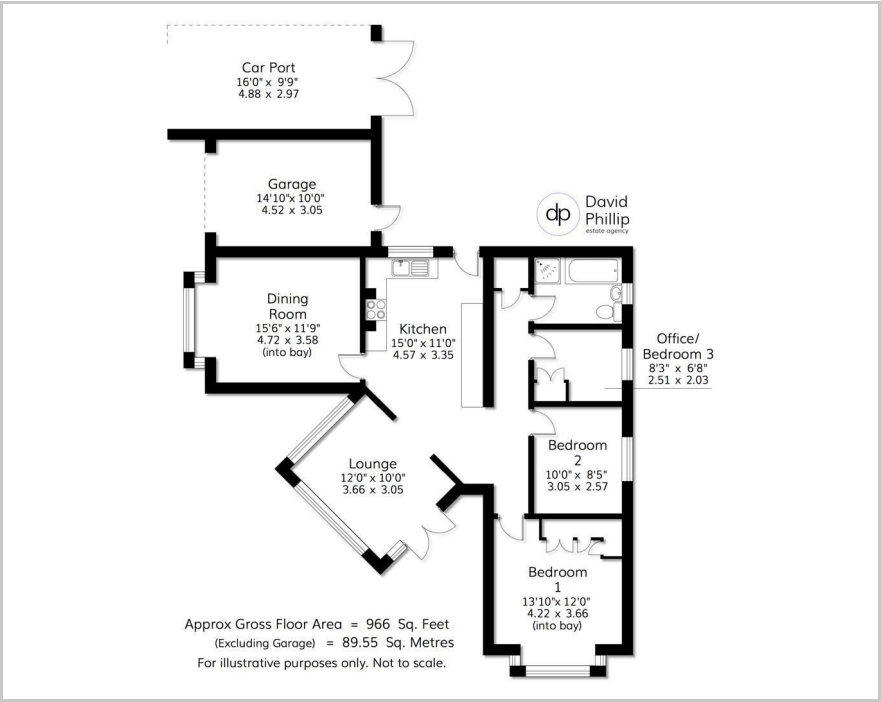 Car Port
16'0" x 9'9"
4.88 x 2.97
Garage
14'10"x 10'0"
4.52 x 3.05
dp
David
Phillip
estate agency
Dining
Room
15'6" x 11'9"
4.72 x 3.58
(into bay)
Kitchen
15'0" x 11'0"
4.57 x 3.35
Office/
Bedroom 3
8'3" x 6'8"
2.51 x 2.03
Lounge
12'0" x 10'0"
3.66 x 3.05
Bedroom
2
10'0" x 8'5"
3.05 x 2.57
Bedroom
1
13'10"x 12'0"
4.22 x 3.66
(into bay)
Approx Gross Floor Area = 966 Sq. Feet
(Excluding Garage) = 89.55 Sq. Metres
For illustrative purposes only. Not to scale.